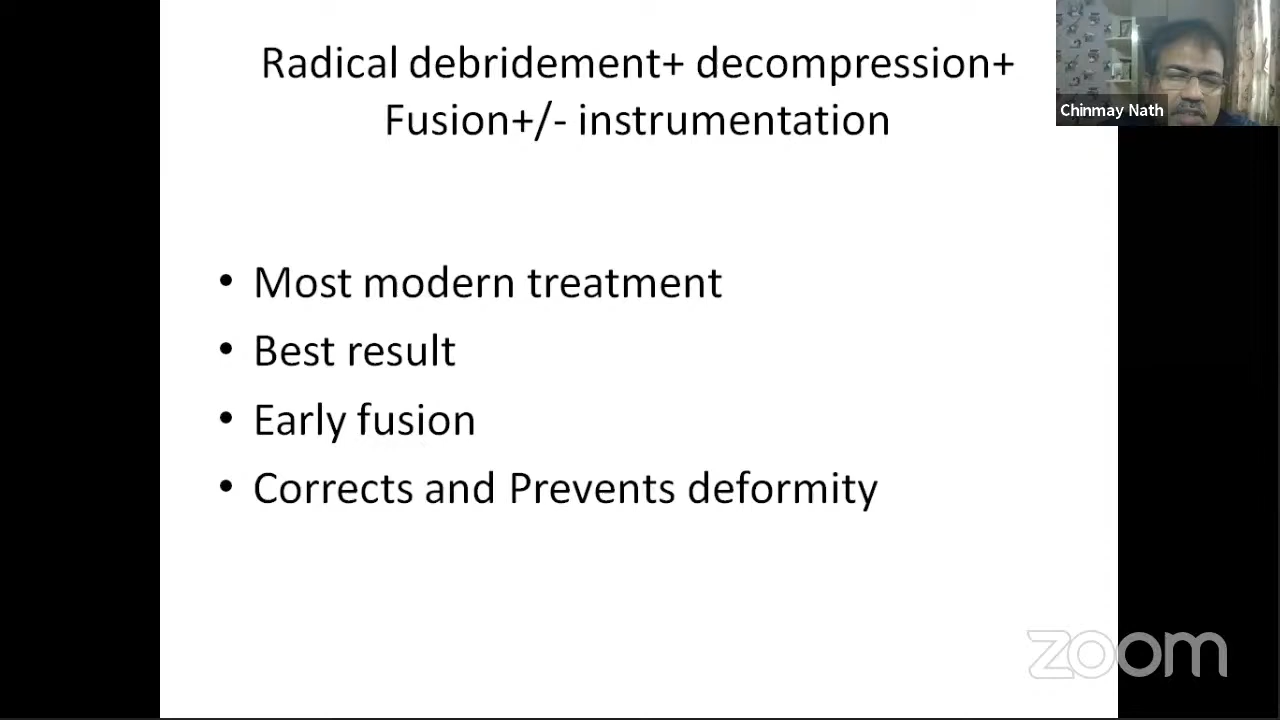 Radical debridement+ decompression+
Fusion+/- instrumentation
Chinmay Nath
• Most modern treatment
• Best result
• Early fusion
• Corrects and Prevents deformity
zoom